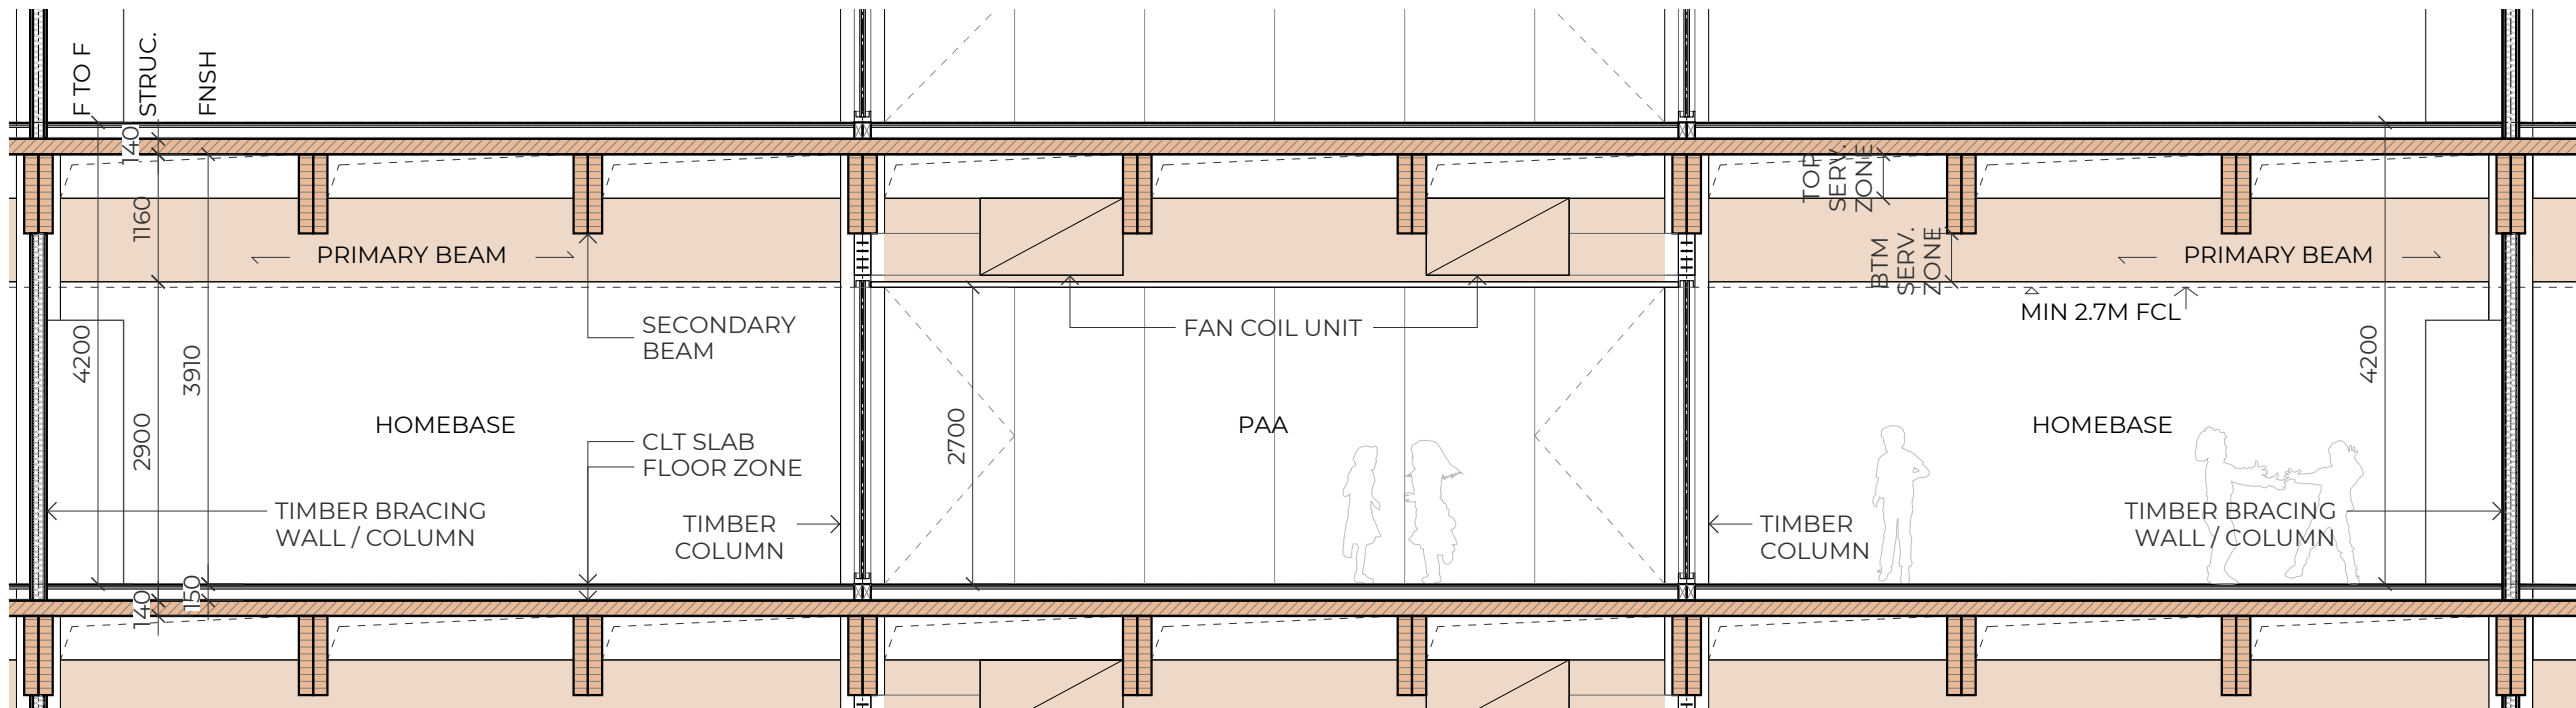 F TO F
STRUC.
FNSH
140
1160
PRIMARY BEAM
TOP
SERV.
ZONE
BTM
SERV.
ZONE
PRIMARY BEAM
MIN 2.7M FCL
SECONDARY
BEAM
FAN COIL UNIT
4200
3910
2900
2700
4200
HOMEBASE
PAA
HOMEBASE
CLT SLAB
FLOOR ZONE
TIMBER BRACING
WALL / COLUMN
TIMBER
COLUMN
TIMBER
COLUMN
TIMBER BRACING
WALL / COLUMN
140
150